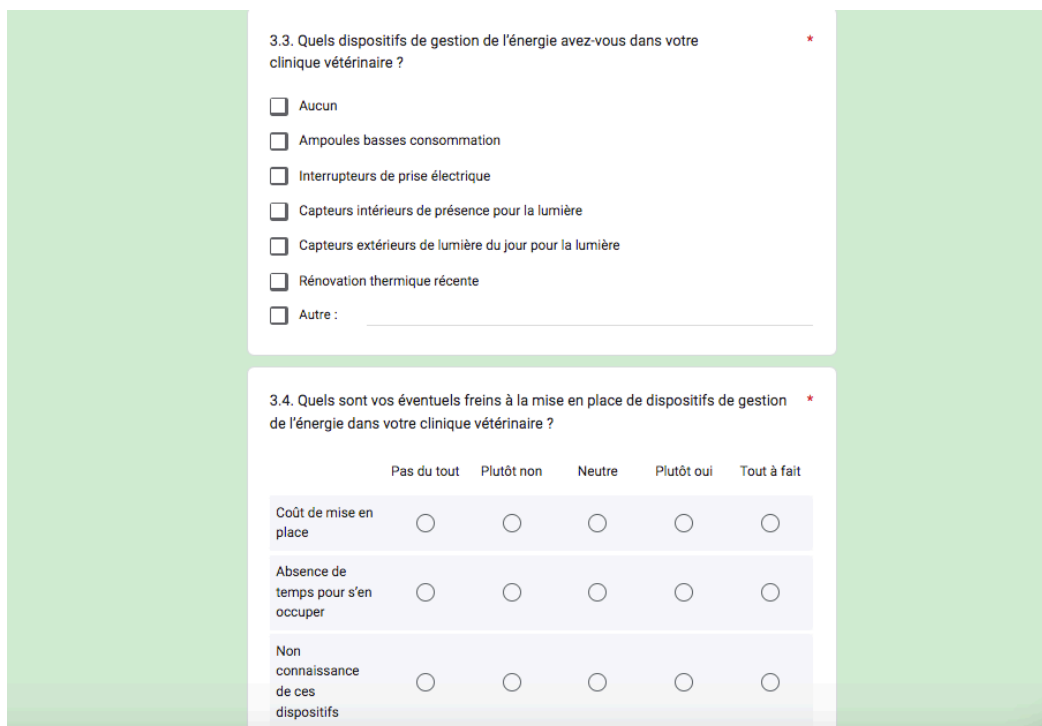 3.3. Quels dispositifs de gestion de l'énergie avez-vous dans votre *
clinique vétérinaire ?
Aucun
Ampoules basses consommation
Interrupteurs de prise électrique
Capteurs intérieurs de présence pour la lumière
Capteurs extérieurs de lumière du jour pour la lumière
Rénovation thermique récente
Autre :
3.4. Quels sont vos éventuels freins à la mise en place de dispositifs de gestion *
de l'énergie dans votre clinique vétérinaire ?
Pas du tout Plutôt non Neutre Plutôt oui Tout à fait
Coût de mise en
place
Absence de
temps pour s'en
occuper
Non
connaissance
de ces
dispositifs